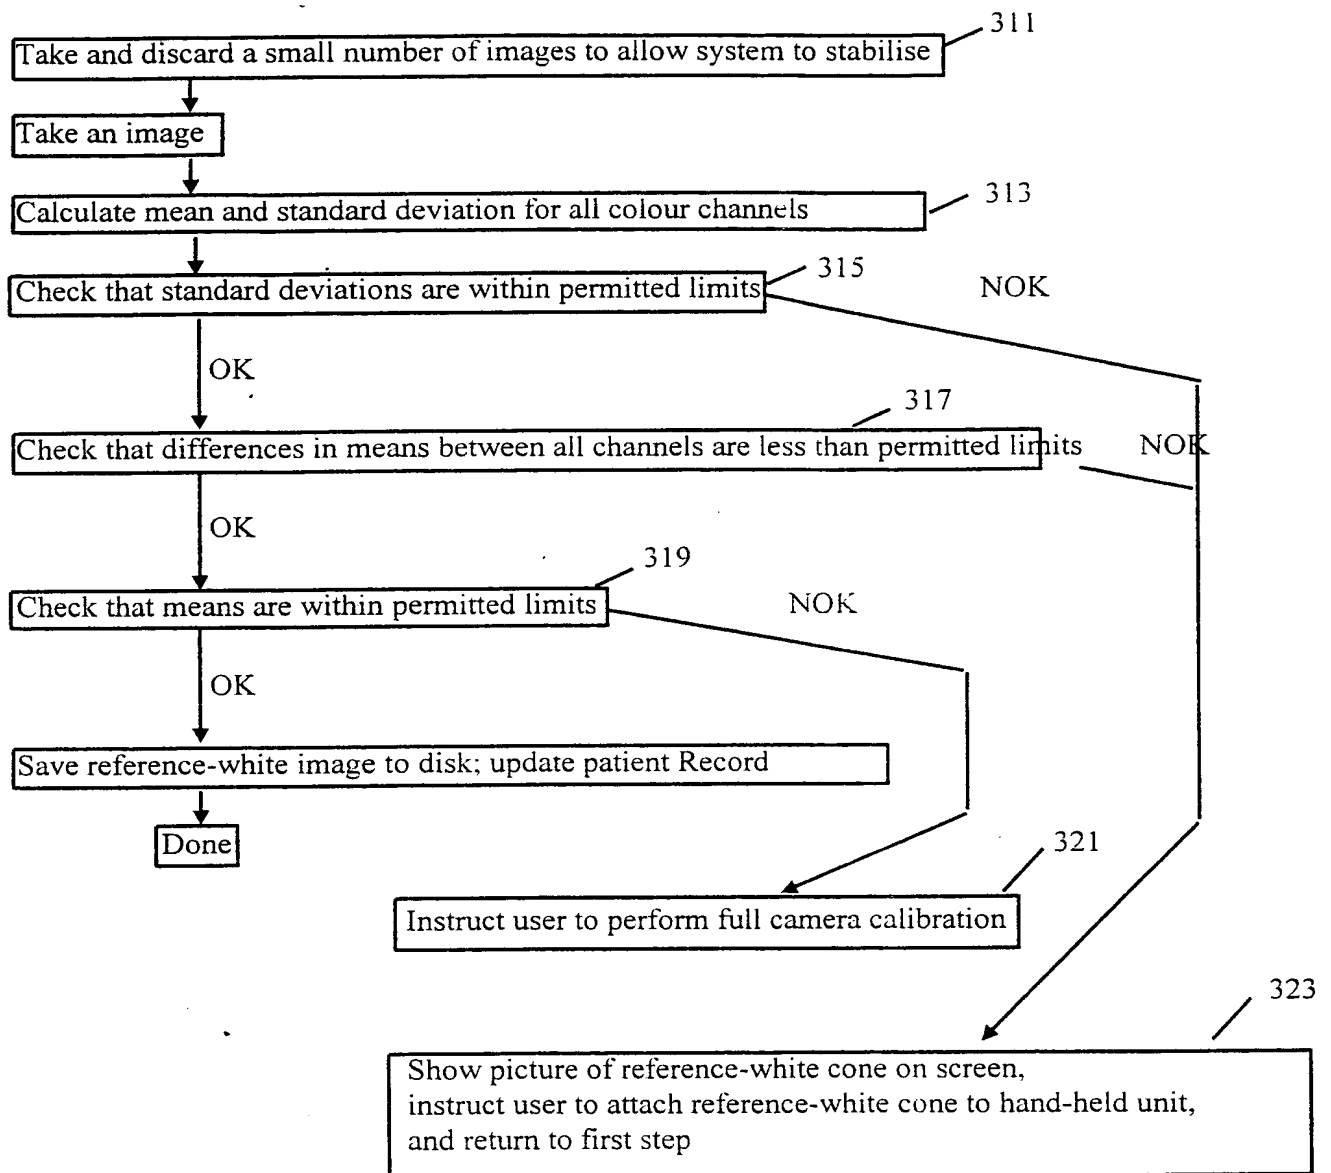 311
Take and discard a small number of images to allow system to stabilise
Take an image
313
Calculate mean and standard deviation for all colour channels
315
Check that standard deviations are within permitted limits
NOK
OK
317
Check that differences in means between all channels are less than permitted limits
NOK
OK
319
Check that means are within permitted limits
NOK
OK
Save reference-white image to disk; update patient Record
Done
321
Instruct user to perform full camera calibration
323
Show picture of reference-white cone on screen,
instruct user to attach reference-white cone to hand-held unit,
and return to first step